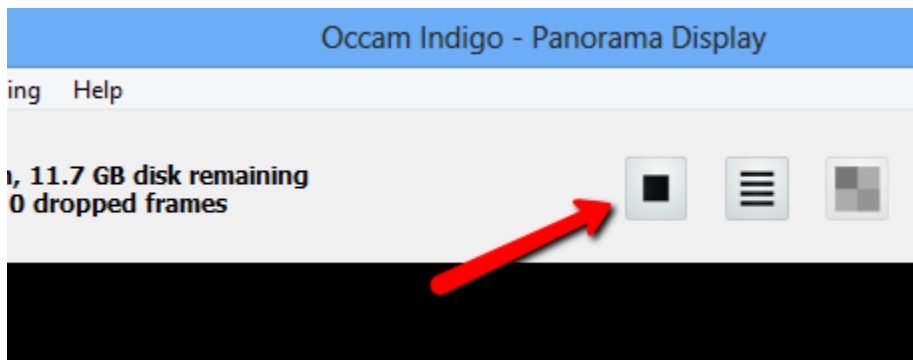 Occam Indigo - Panorama Display
ing Help
, 11.7 GB disk remaining
0 dropped frames